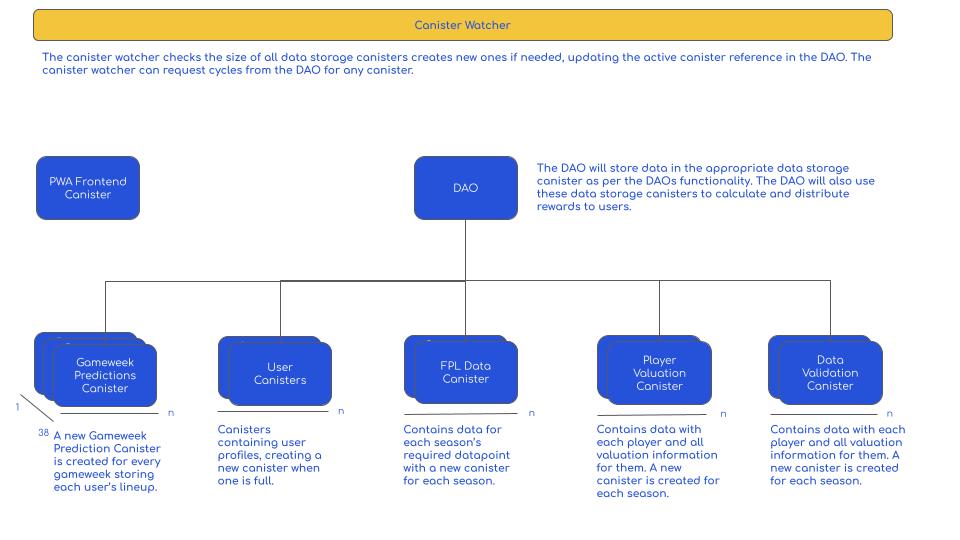 Canister Watcher
The canister watcher checks the size of all data storage canisters creates new ones if needed, updating the active canister reference in the DAO. The
canister watcher can request cycles from the DAO for any canister.
PWA Frontend
Canister
DAO
The DAO will store data in the appropriate data storage
canister as per the DAOs functionality. The DAO will also use
these data storage canisters to calculate and distribute
rewards to users.
Gameweek
Predictions
Canister
User
Canisters
FPL Data
Canister
Player
Valuation
Canister
Data
Validation
Canister
1
38
n
n
n
n
n
A new Gameweek
Prediction Canister
is created for every
gameweek storing
each user's lineup.
Canisters
containing user
profiles, creating a
new canister when
one is full.
Contains data for
each season's
required datapoint
with a new canister
for each season.
Contains data with
each player and all
valuation information
for them. A new
canister is created for
each season.
Contains data with each
player and all valuation
information for them. A
new canister is created
for each season.